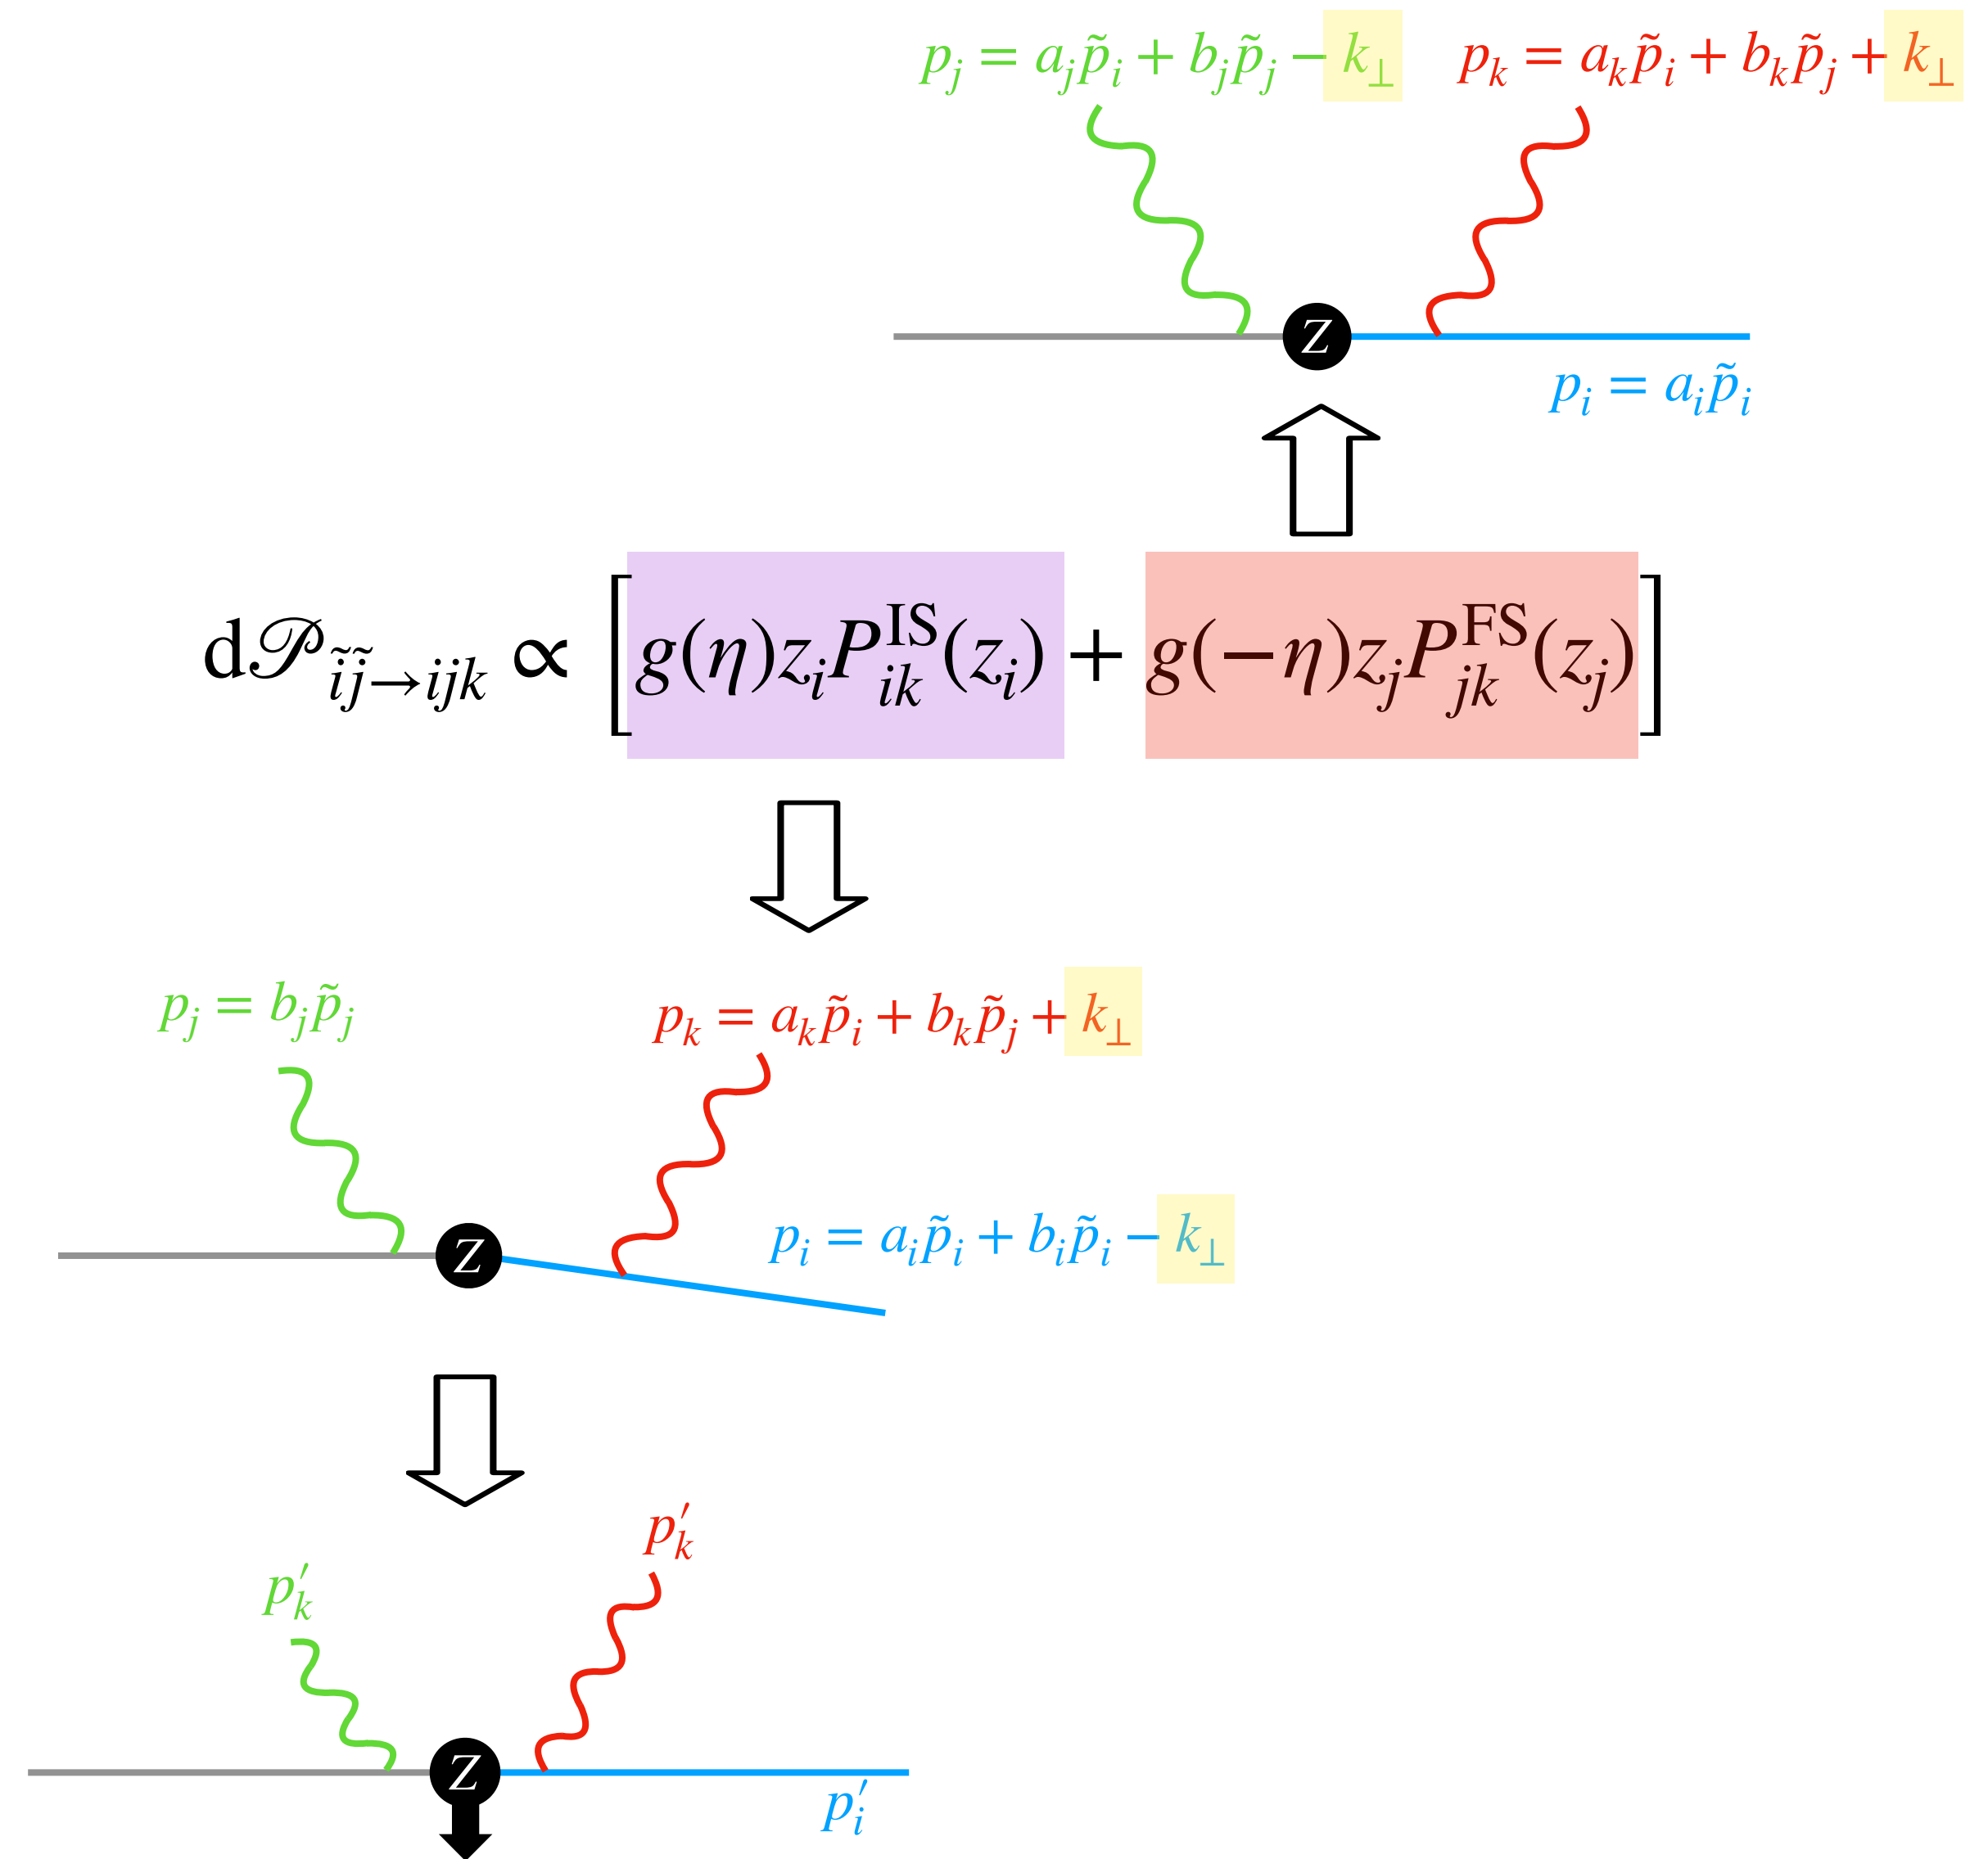 p_j = a_j p̃_i + b_j p̃_j − k_⊥
p_k = a_k p̃_i + b_k p̃_j + k_⊥
Z
p_i = a_i p̃_i
d𝒫_{ĩj̃→ijk} ∝ [g(η)z_i P_{ik}^{IS}(z_i) + g(−η)z_j P_{jk}^{FS}(z_j)]
p_j = b_j p̃_j
p_k = a_k p̃_i + b_k p̃_j + k_⊥
p_i = a_i p̃_i + b_i p̃_i − k_⊥
Z
p′_k
p′_k
Z
p′_i